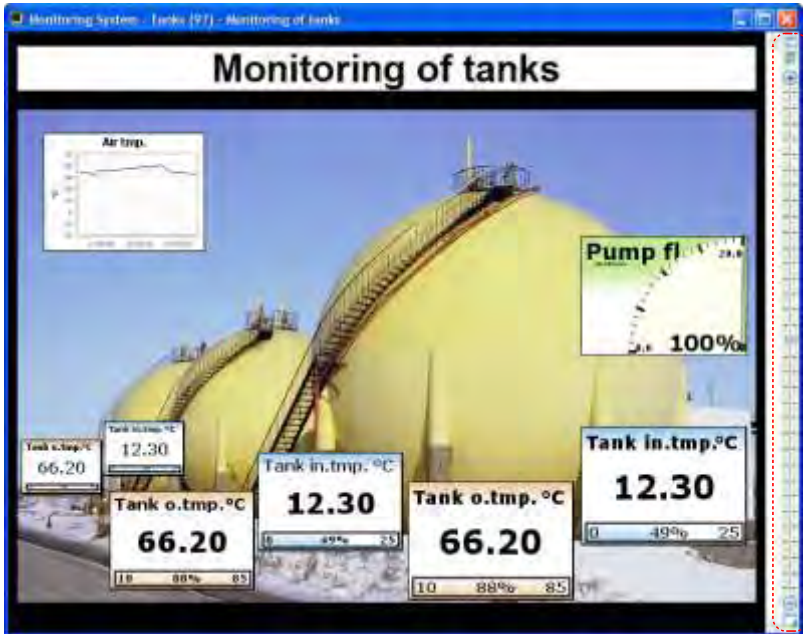 Monitoring System - Tanks (97) - Monitoring of tanks
Monitoring of tanks
Air tmp.
Pump fl
20.0
0.0
100%
Tank in.tmp.°C
12.30
Tank o.tmp.°C
66.20
Tank in.tmp.°C
12.30
0 49% 25
Tank in.tmp. °C
12.30
0 49% 25
Tank o.tmp.°C
66.20
10 88% 85
Tank o.tmp. °C
66.20
10 88% 85